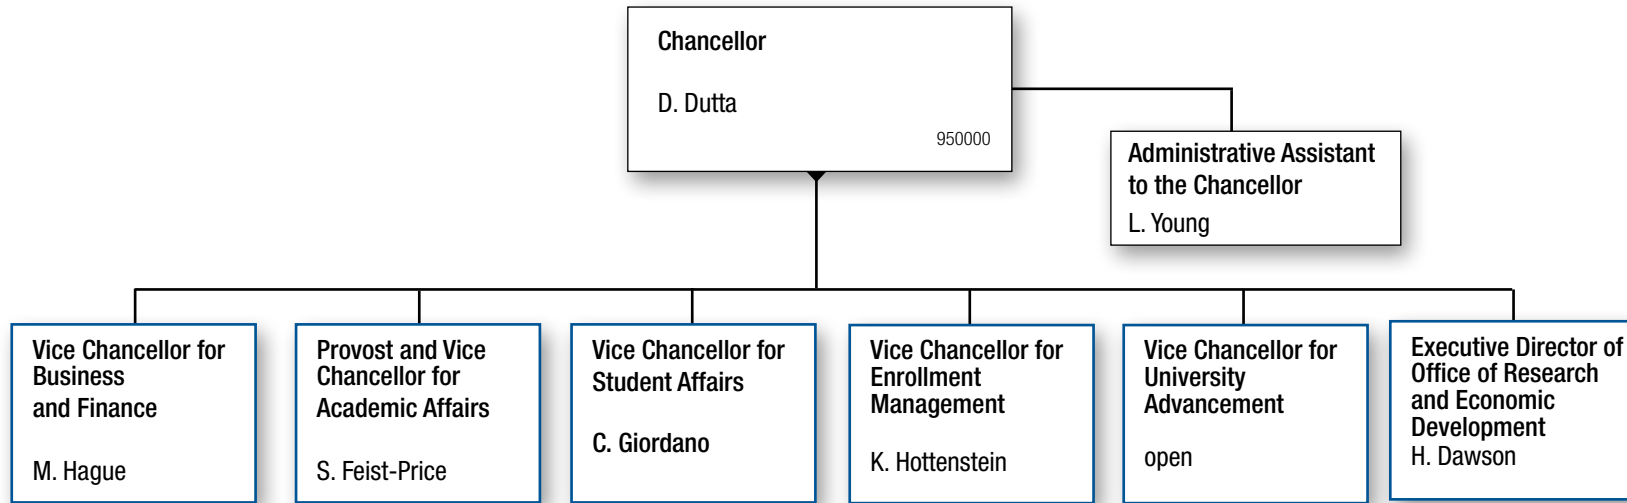 Chancellor
D. Dutta
950000
Administrative Assistant
to the Chancellor
L. Young
Vice Chancellor for
Business
and Finance
M. Hague
Provost and Vice
Chancellor for
Academic Affairs
S. Feist-Price
Vice Chancellor for
Student Affairs
C. Giordano
Vice Chancellor for
Enrollment
Management
K. Hottenstein
Vice Chancellor for
University
Advancement
open
Executive Director of
Office of Research
and Economic
Development
H. Dawson